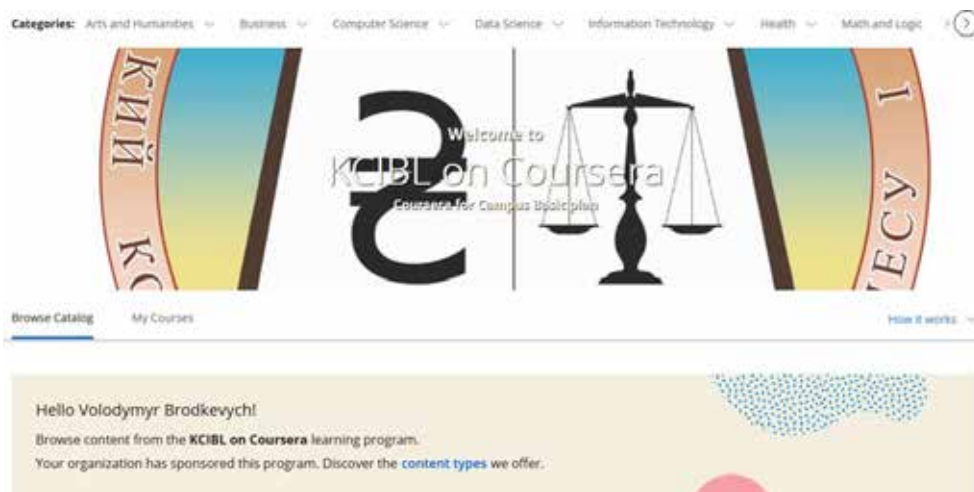 Categories: Arts and Humanities Business Computer Science Data Science Information Technology Health Math and Logic
КИЙ КО
ЕСУ І
Welcome to
KCIBL on Coursera
Coursera for Campus Basic plan
Browse Catalog My Courses How it works
Hello Volodymyr Brodkevych!
Browse content from the KCIBL on Coursera learning program.
Your organization has sponsored this program. Discover the content types we offer.